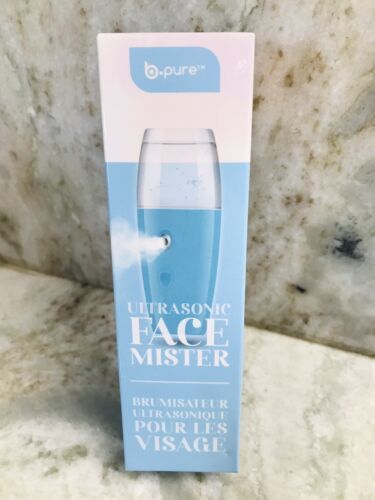 b.pure™
ULTRASONIC
FACE
MISTER
BRUMISATEUR
ULTRASONIQUE
POUR LES
VISAGE